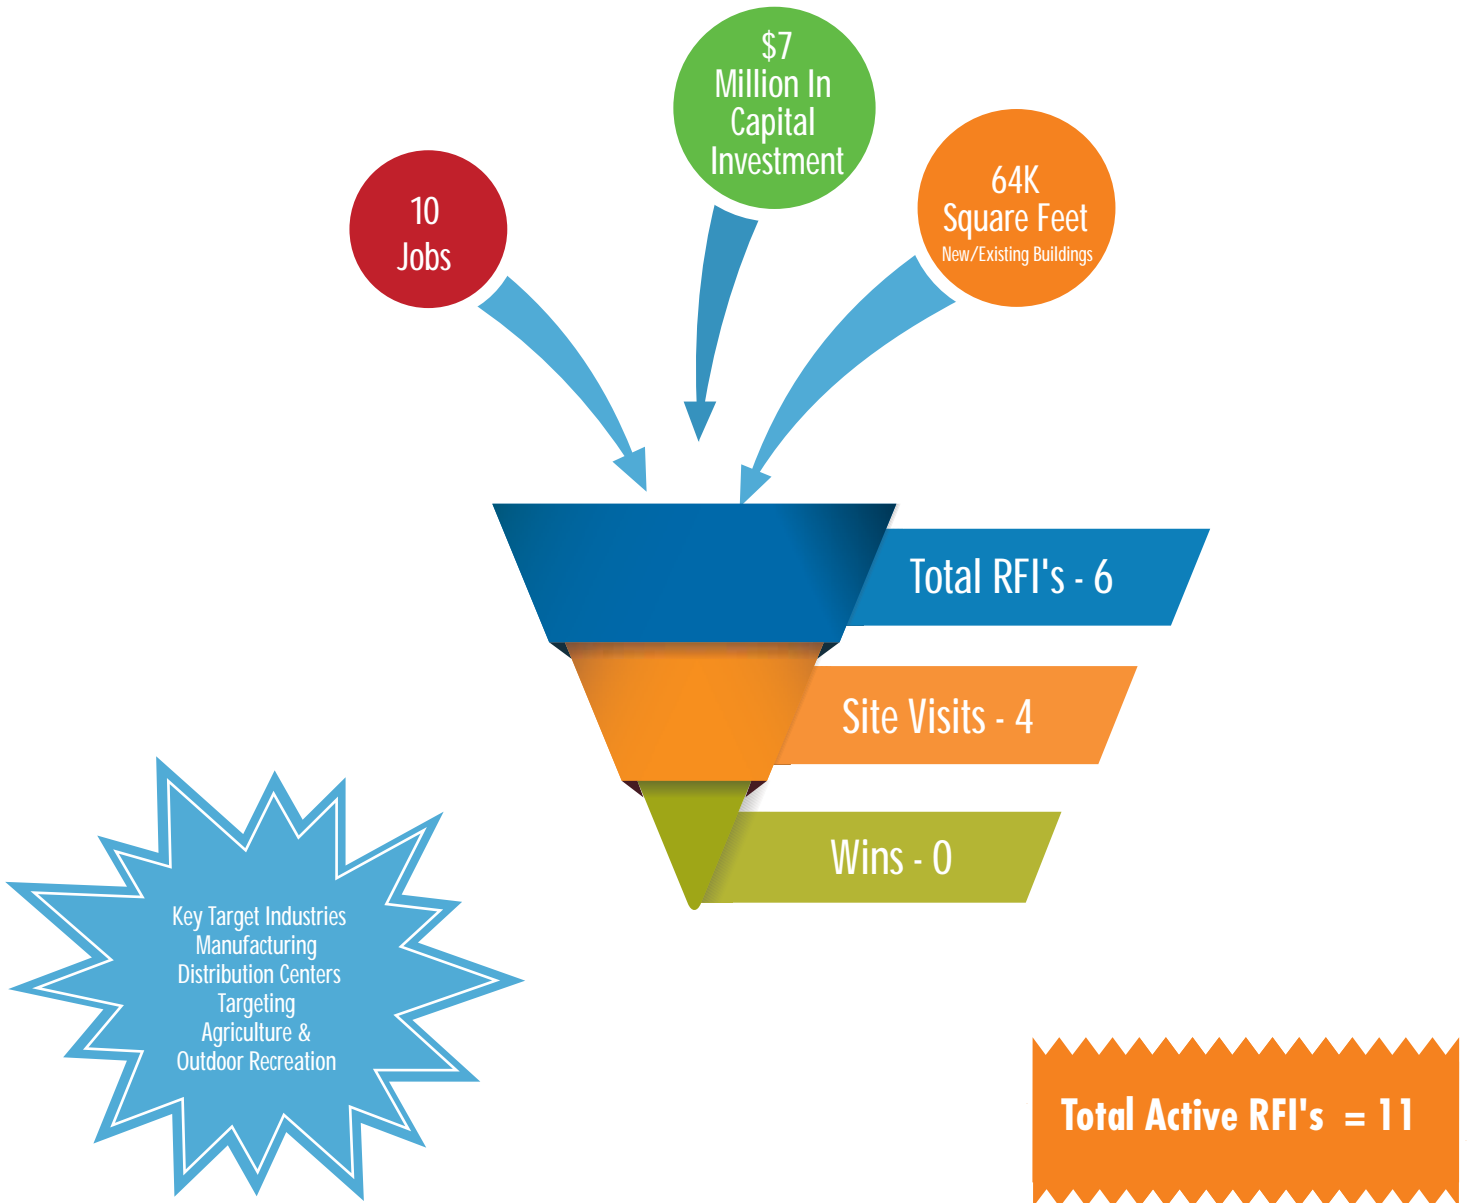 $7
Million In
Capital
Investment
10
Jobs
64K
Square Feet
New/Existing Buildings
Total RFI's - 6
Site Visits - 4
Wins - 0
Key Target Industries
Manufacturing
Distribution Centers
Targeting
Agriculture &
Outdoor Recreation
Total Active RFI's = 11